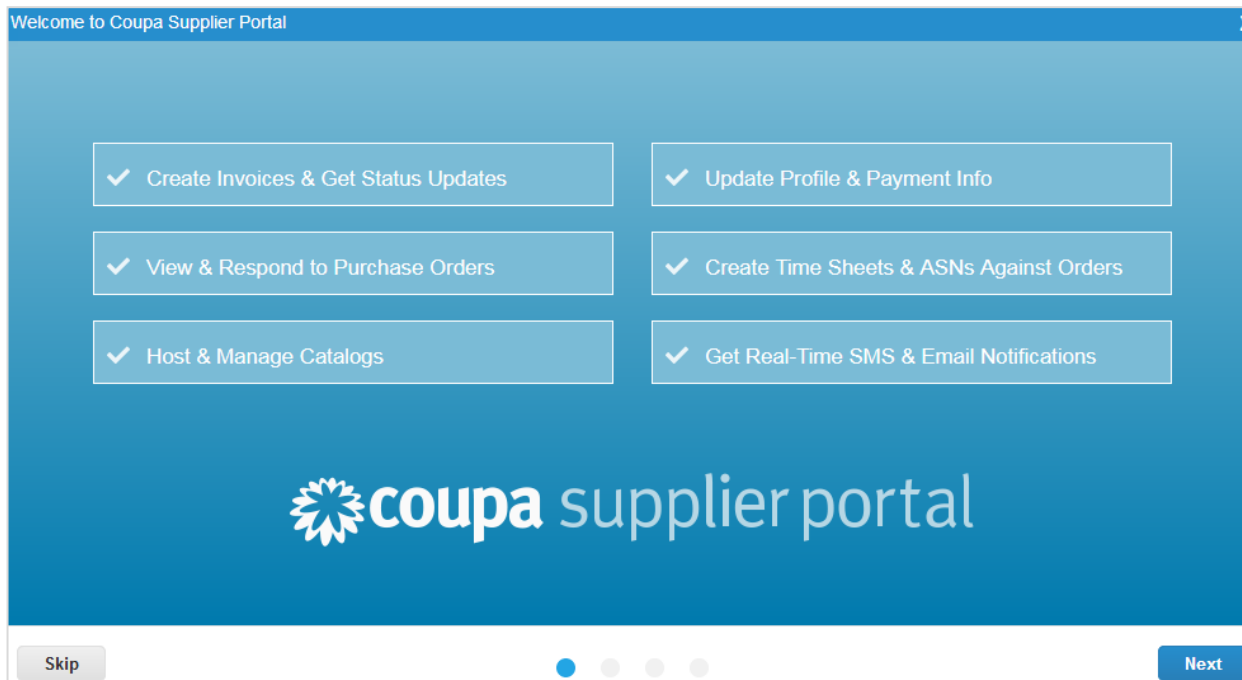 Welcome to Coupa Supplier Portal
Create Invoices & Get Status Updates
Update Profile & Payment Info
View & Respond to Purchase Orders
Create Time Sheets & ASNs Against Orders
Host & Manage Catalogs
Get Real-Time SMS & Email Notifications
coupa supplier portal
Skip
Next